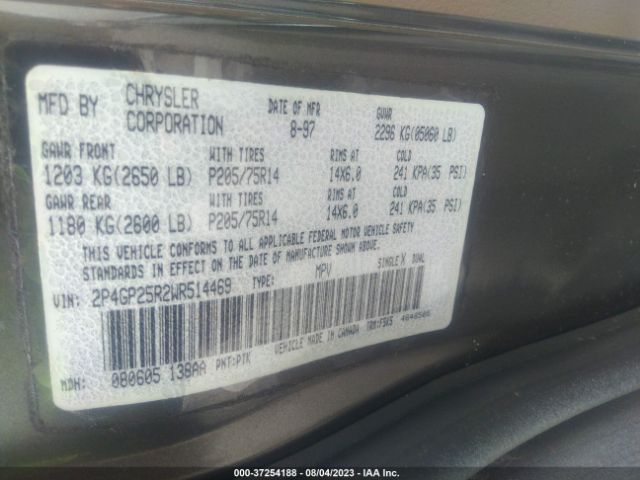 MFD BY CHRYSLER CORPORATION DATE OF MFR 8-97 GVWR 2296 KG(05060 LB)
GAWR FRONT WITH TIRES RIMS AT COLD
1203 KG(2650 LB) P205/75R14 14X6.0 241 KPA(35 PSI)
GAWR REAR WITH TIRES RIMS AT COLD
1180 KG(2600 LB) P205/75R14 14X6.0 241 KPA(35 PSI)
THIS VEHICLE CONFORMS TO ALL APPLICABLE FEDERAL MOTOR VEHICLE SAFETY
STANDARDS IN EFFECT ON THE DATE OF MANUFACTURE SHOWN ABOVE.
VIN: 2P4GP25R2WR514469 TYPE: MPV SINGLE X DUAL
MDH: 080605 138AA PNT:PTK VEHICLE MADE IN CANADA TRM:F5K5
000-37254188 - 08/04/2023 - IAA Inc.